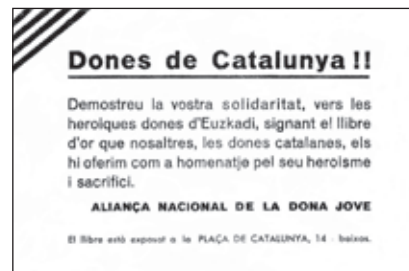 Dones de Catalunya !!
Demostreu la vostra solidaritat, vers les
heroiques dones d'Euzkadi, signant el llibre
d'or que nosaltres, les dones catalanes, els
hi oferim com a homenatje pel seu heroisme
i sacrifici.
ALIANÇA NACIONAL DE LA DONA JOVE
El llibre està exposat a la PLAÇA DE CATALUNYA, 14 - baixos.